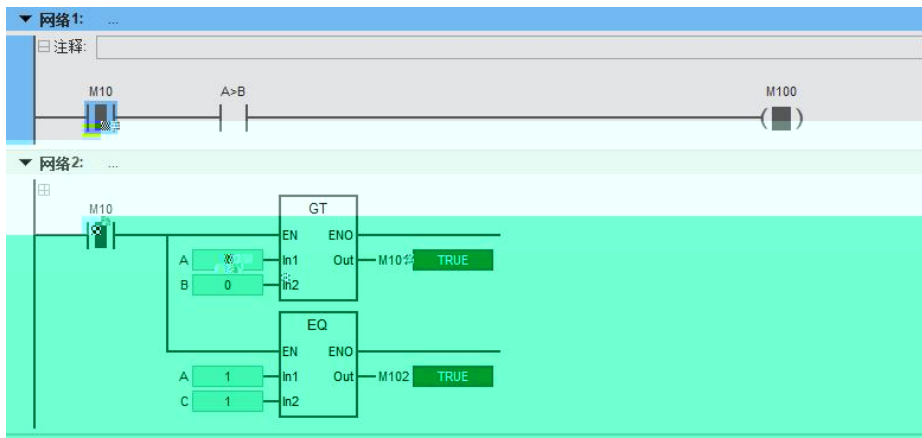 网络1: ...
注释:
M10 A>B M100
网络2: ...
M10
GT
EN ENO
A In1 Out TRUE
B 0 In2
EQ
EN ENO
A 1 In1 Out M102 TRUE
C 1 In2